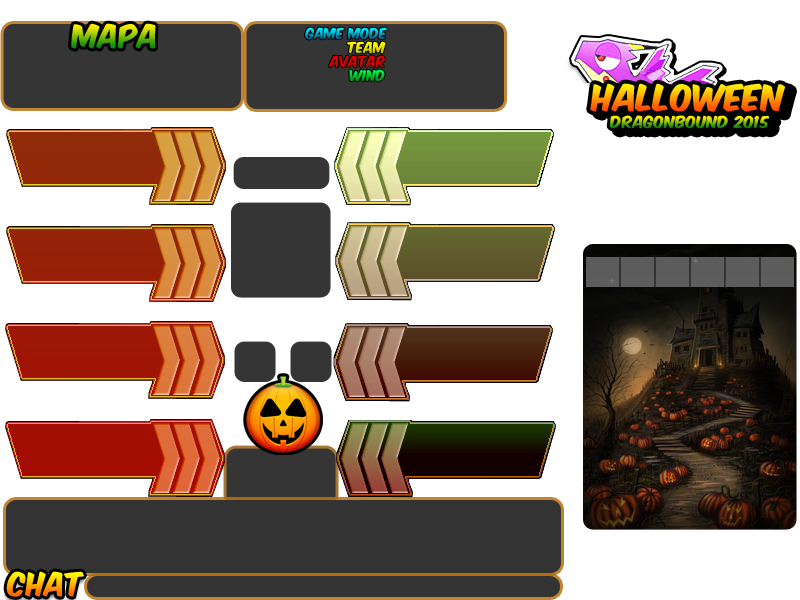 MAPA
GAME MODE
TEAM
AVATAR
WIND
HALLOWEEN
DRAGONBOUND 2015
CHAT